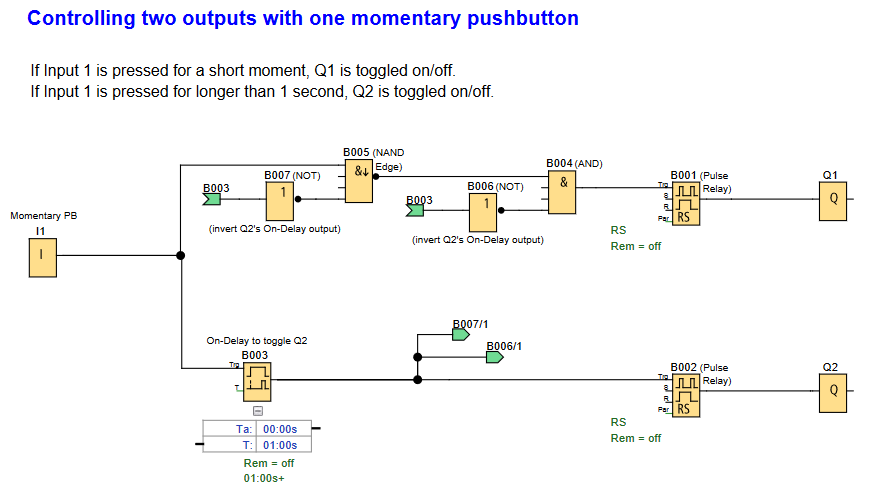 Controlling two outputs with one momentary pushbutton
If Input 1 is pressed for a short moment, Q1 is toggled on/off.
If Input 1 is pressed for longer than 1 second, Q2 is toggled on/off.
B005 (NAND
Edge)
&↓
B007 (NOT)
1
B003
(invert Q2's On-Delay output)
B004 (AND)
&
B006 (NOT)
1
B003
(invert Q2's On-Delay output)
B001 (Pulse
Relay)
Trg
S
R
Par
RS
RS
Rem = off
Q1
Q
Momentary PB
I1
I
B007/1
B006/1
On-Delay to toggle Q2
B003
Trg
T
Ta: 00:00s
T: 01:00s
Rem = off
01:00s+
B002 (Pulse
Relay)
Trg
S
R
Par
RS
RS
Rem = off
Q2
Q